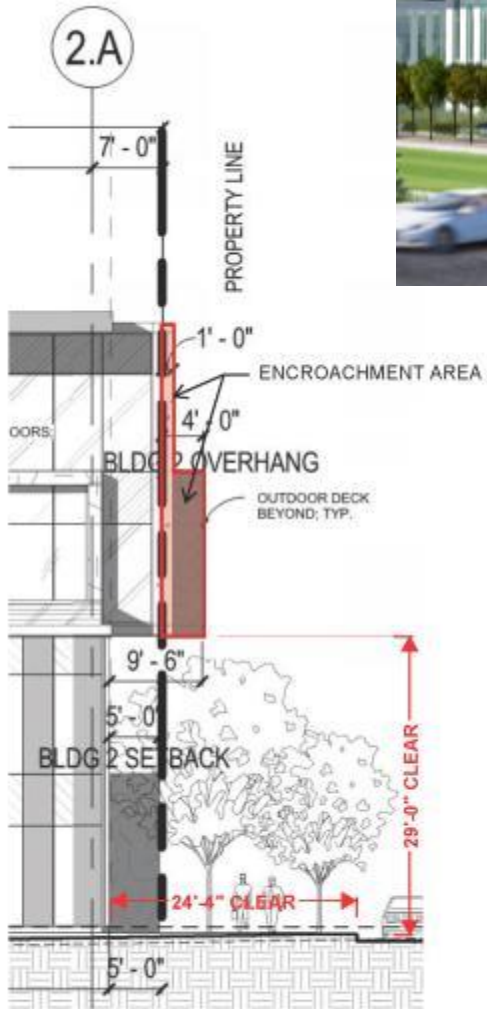 2.A
7' - 0"
PROPERTY LINE
1' - 0"
ENCROACHMENT AREA
4' - 0"
OORS;
BLDG 2 OVERHANG
OUTDOOR DECK
BEYOND; TYP.
9' - 6"
5' - 0"
BLDG 2 SETBACK
29'-0" CLEAR
24'-4" CLEAR
5' - 0"